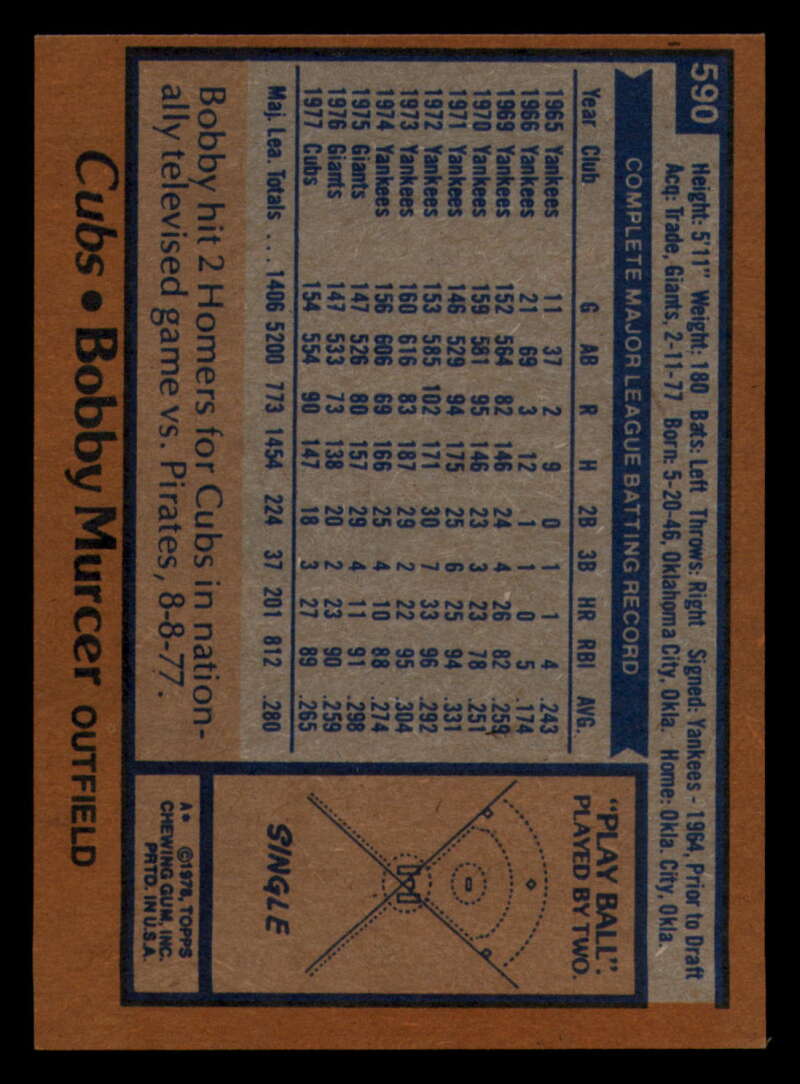 590
Height: 5'11" Weight: 180 Bats: Left Throws: Right Signed: Yankees - 1964, Prior to Draft
Acq: Trade, Giants, 2-11-77 Born: 5-20-46, Oklahoma City, Okla. Home: Okla. City, Okla.
COMPLETE MAJOR LEAGUE BATTING RECORD
Year Club G AB R H 2B 3B HR RBI AVG.
1965 Yankees 11 37 2 9 0 1 1 4 .243
1966 Yankees 21 69 3 12 1 1 0 5 .174
1969 Yankees 152 564 82 146 24 4 26 82 .259
1970 Yankees 159 581 95 146 23 3 23 78 .251
1971 Yankees 146 529 94 175 25 6 25 94 .331
1972 Yankees 153 585 102 171 30 7 33 96 .292
1973 Yankees 160 616 83 187 29 2 22 95 .304
1974 Yankees 156 606 69 166 25 4 10 88 .274
1975 Giants 147 526 80 157 29 4 11 91 .298
1976 Giants 147 533 73 138 20 2 23 90 .259
1977 Cubs 154 554 90 147 18 3 27 89 .265
Maj. Lea. Totals ... 1406 5200 773 1454 224 37 201 812 .280
Bobby hit 2 Homers for Cubs in nation-
ally televised game vs. Pirates, 8-8-77.
"PLAY BALL".
PLAYED BY TWO.
SINGLE
A* ©1978, TOPPS
CHEWING GUM, INC.
PRTD. IN U.S.A.
Cubs • Bobby Murcer OUTFIELD